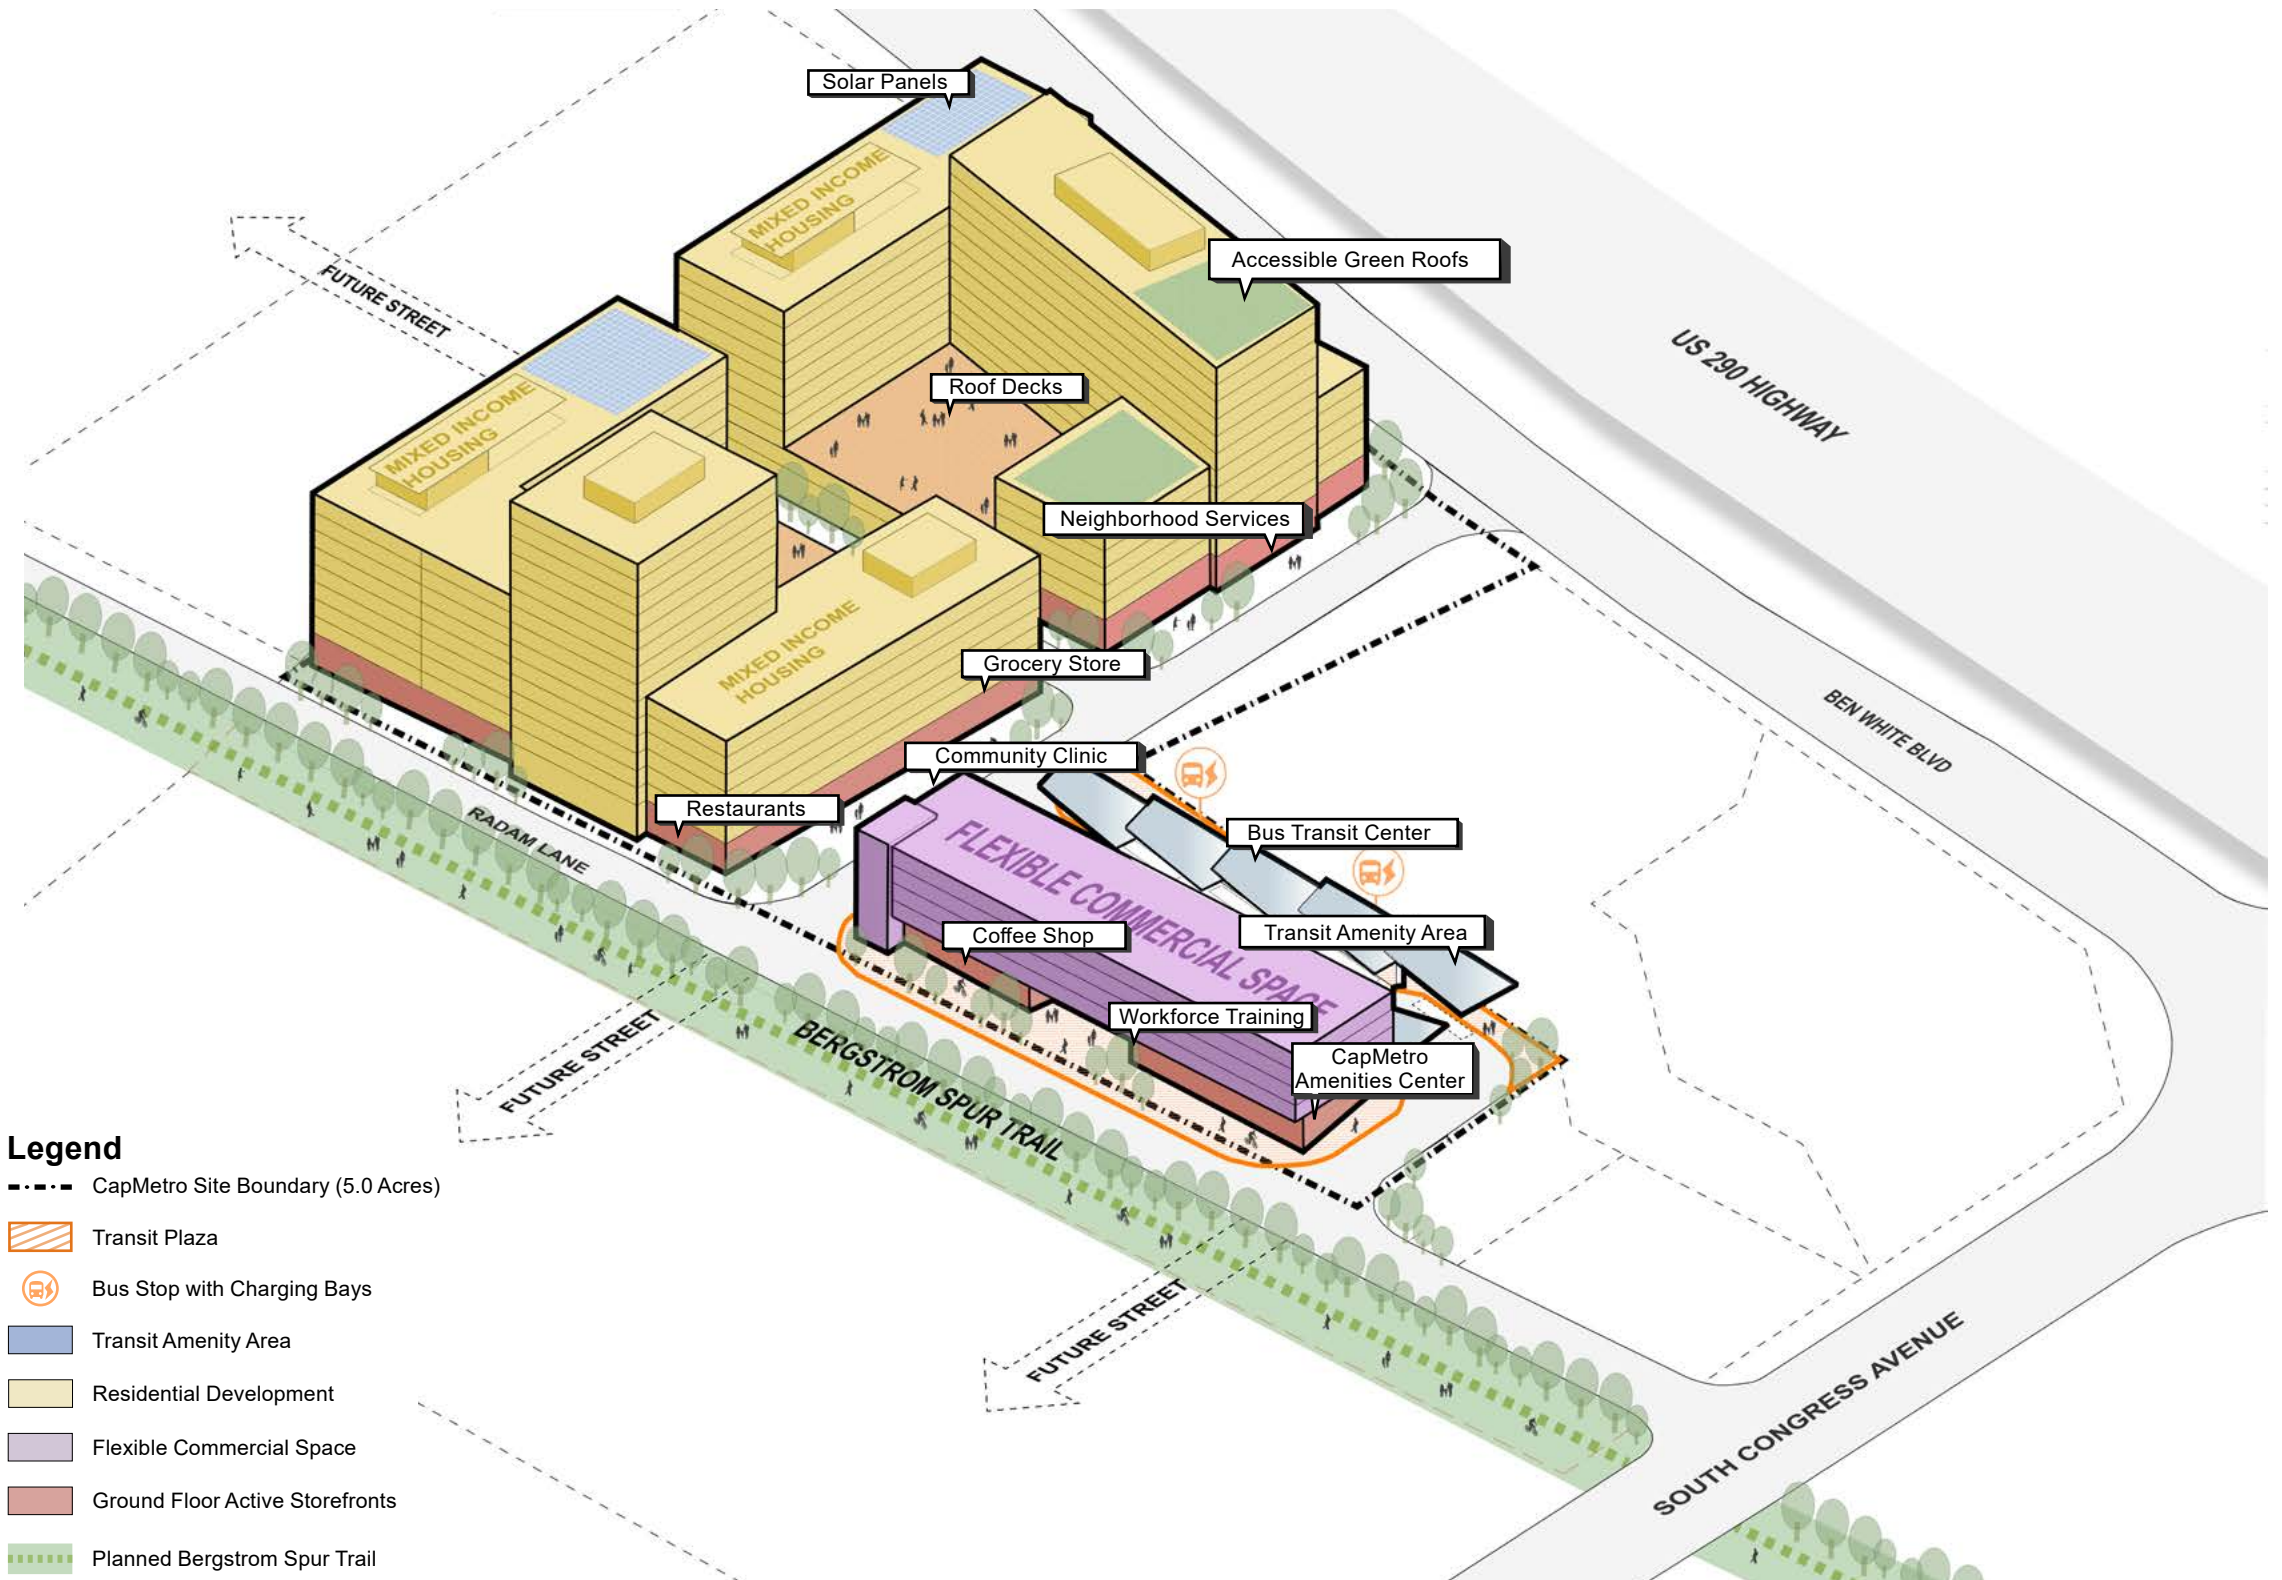 Solar Panels
MIXED INCOME
HOUSING
Accessible Green Roofs
FUTURE STREET
US 290 HIGHWAY
Roof Decks
MIXED INCOME
HOUSING
Neighborhood Services
MIXED INCOME
HOUSING
Grocery Store
BEN WHITE BLVD
Community Clinic
Restaurants
RADAM LANE
Bus Transit Center
FLEXIBLE COMMERCIAL SPACE
Coffee Shop
Transit Amenity Area
Workforce Training
CapMetro
Amenities Center
FUTURE STREET
BERGSTROM SPUR TRAIL
FUTURE STREET
SOUTH CONGRESS AVENUE
Legend
CapMetro Site Boundary (5.0 Acres)
Transit Plaza
Bus Stop with Charging Bays
Transit Amenity Area
Residential Development
Flexible Commercial Space
Ground Floor Active Storefronts
Planned Bergstrom Spur Trail